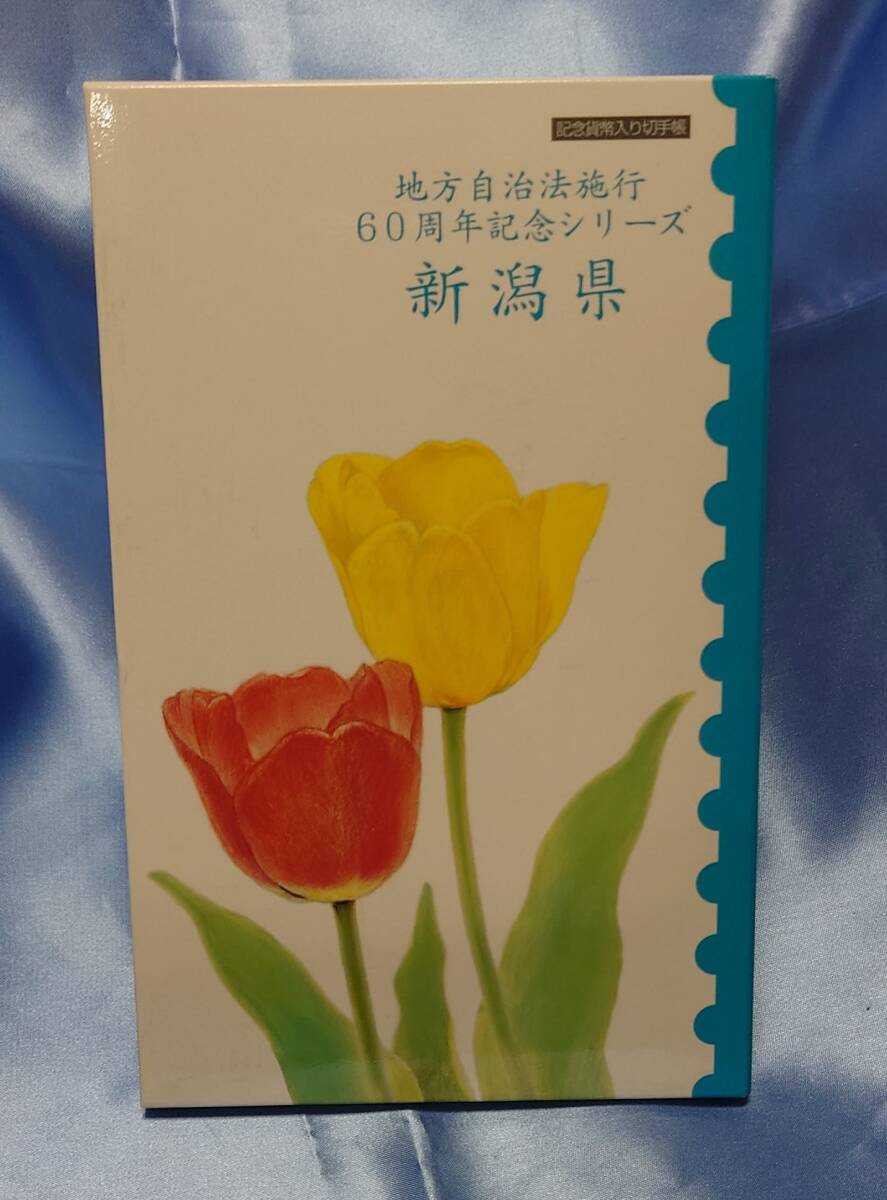 記念貨幣入り切手帳
地方自治法施行
60周年記念シリーズ
新潟県